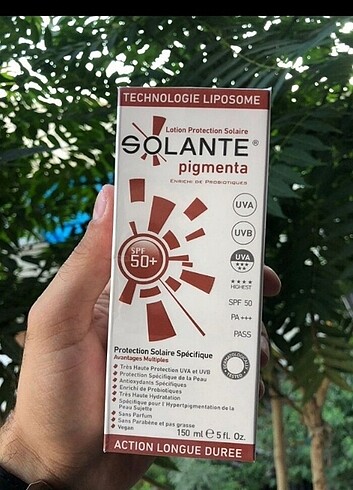 TECHNOLOGIE LIPOSOME
Lotion Protection Solaire
SOLANTE®
pigmenta
ENRICHI DE PROBIOTIQUES
UVA
UVB
SPF
50+
UVA
★★★★
HIGHEST
SPF 50
PA+++
PASS
Protection Solaire Spécifique
Avantages Multiples
Très Haute Protection UVA et UVB
Protection Spécifique de la Peau
Antioxydants Spécifiques
Enrichi de Probiotiques
Très Haute Hydratation
Spécifique pour l'Hyperpigmentation de la
Peau Sujette
Sans Parfum
Sans Parabène et pas grasse
Vegan
150 ml ℮ 5 fl. Oz.
ACTION LONGUE DUREE